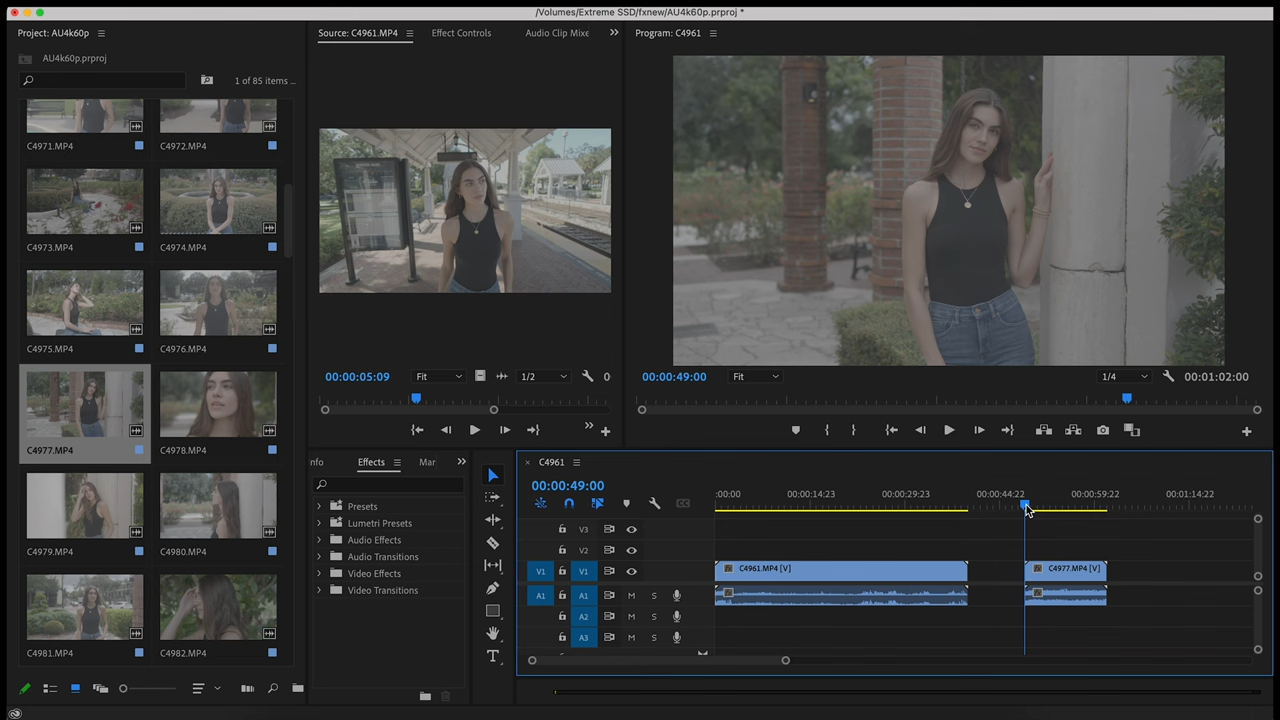 /Volumes/Extreme SSD/fxnew/AU4k60p.prproj *
Project: AU4k60p
AU4k60p.prproj
1 of 85 items ...
C4971.MP4
C4972.MP4
C4973.MP4
C4974.MP4
C4975.MP4
C4976.MP4
C4977.MP4
C4978.MP4
C4979.MP4
C4980.MP4
C4981.MP4
C4982.MP4
Source: C4961.MP4
Effect Controls
Audio Clip Mixe
00:00:05:09
Fit
1/2
0
Program: C4961
00:00:49:00
Fit
1/4
00:01:02:00
nfo
Effects
Mar
Presets
Lumetri Presets
Audio Effects
Audio Transitions
Video Effects
Video Transitions
C4961
00:00:49:00
:00:00
00:00:14:23
00:00:29:23
00:00:44:22
00:00:59:22
00:01:14:22
V3
V2
V1 V1
C4961.MP4 [V]
C4977.MP4 [V]
A1 A1 M S
A2 M S
A3 M S